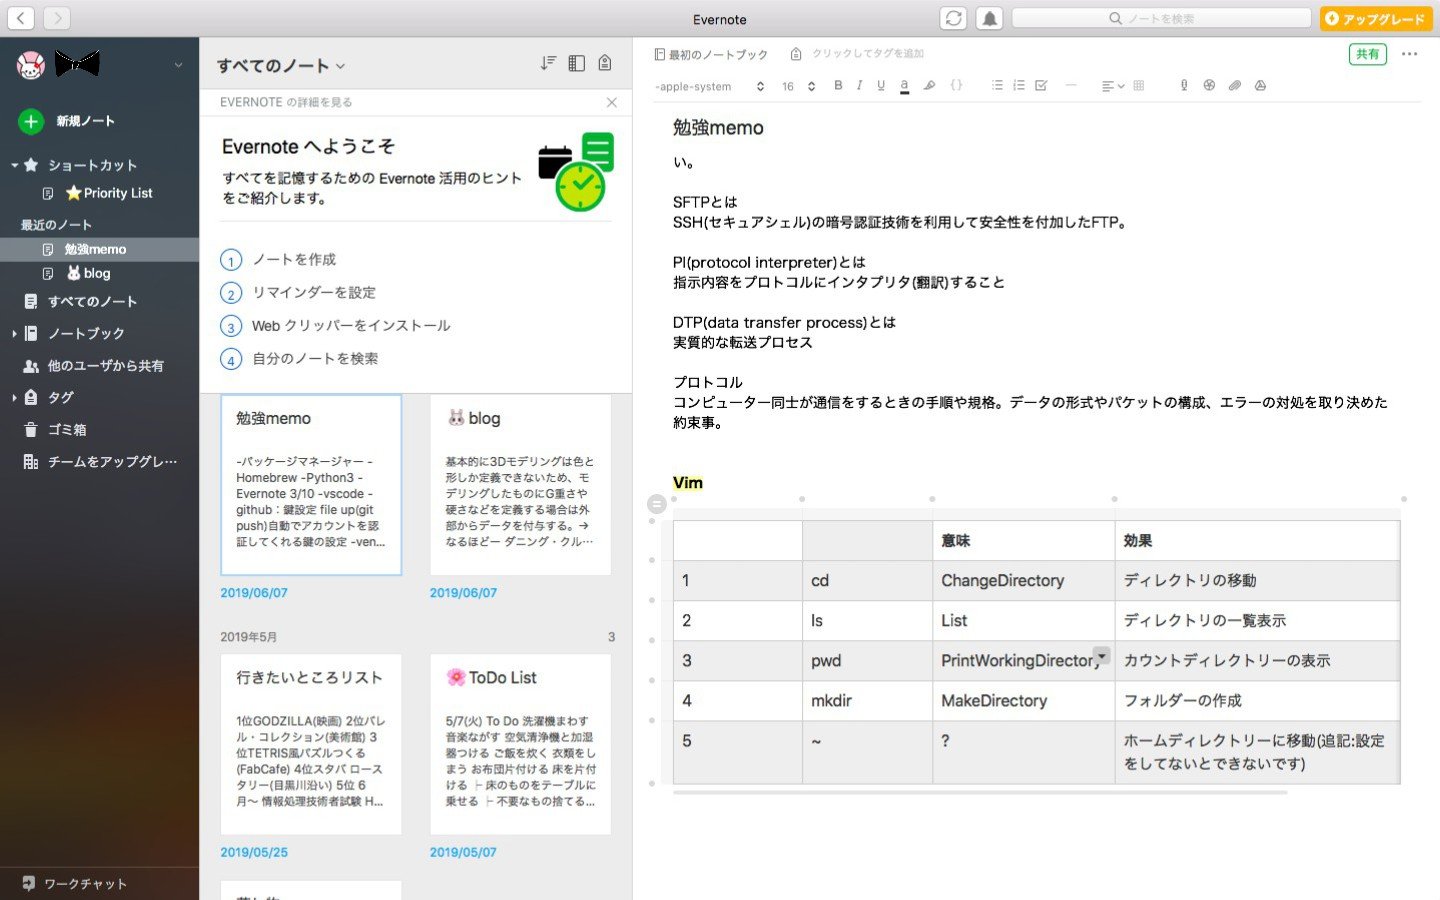 Evernote
ノートを検索
アップグレード
新規ノート
ショートカット
⭐Priority List
最近のノート
勉強memo
🐰blog
すべてのノート
ノートブック
他のユーザから共有
タグ
ゴミ箱
チームをアップグレ…
ワークチャット
すべてのノート
EVERNOTE の詳細を見る
Evernote へようこそ
すべてを記憶するための Evernote 活用のヒント
をご紹介します。
1 ノートを作成
2 リマインダーを設定
3 Web クリッパーをインストール
4 自分のノートを検索
勉強memo
-パッケージマネージャー -
Homebrew -Python3 -
Evernote 3/10 -vscode -
github：鍵設定 file up(git
push)自動でアカウントを認
証してくれる鍵の設定 -ven...
2019/06/07
🐰blog
基本的に3Dモデリングは色と
形しか定義できないため、モ
デリングしたものにG重さや
硬さなどを定義する場合は外
部からデータを付与する。→
なるほどー ダニング・クル…
2019/06/07
2019年5月
3
行きたいところリスト
1位GODZILLA(映画) 2位バレ
ル・コレクション(美術館) 3
位TETRIS風パズルつくる
(FabCafe) 4位スタバ ロース
タリー(目黒川沿い) 5位 6
月〜 情報処理技術者試験 H...
2019/05/25
🌸ToDo List
5/7(火) To Do 洗濯機まわす
音楽ながす 空気清浄機と加湿
器つける ご飯を炊く 衣類をし
まう お布団片付ける 床を片付
ける ├床のものをテーブルに
乗せる ├不要なもの捨てる...
2019/05/07
最初のノートブック
クリックしてタグを追加
共有
-apple-system
16
B I U a {}
勉強memo
い。
SFTPとは
SSH(セキュアシェル)の暗号認証技術を利用して安全性を付加したFTP。
PI(protocol interpreter)とは
指示内容をプロトコルにインタプリタ(翻訳)すること
DTP(data transfer process)とは
実質的な転送プロセス
プロトコル
コンピューター同士が通信をするときの手順や規格。データの形式やパケットの構成、エラーの対処を取り決めた
約束事。
Vim
意味 効果
1 cd ChangeDirectory ディレクトリの移動
2 ls List ディレクトリの一覧表示
3 pwd PrintWorkingDirectory カウントディレクトリーの表示
4 mkdir MakeDirectory フォルダーの作成
5 ~ ? ホームディレクトリーに移動(追記:設定
をしてないとできないです)